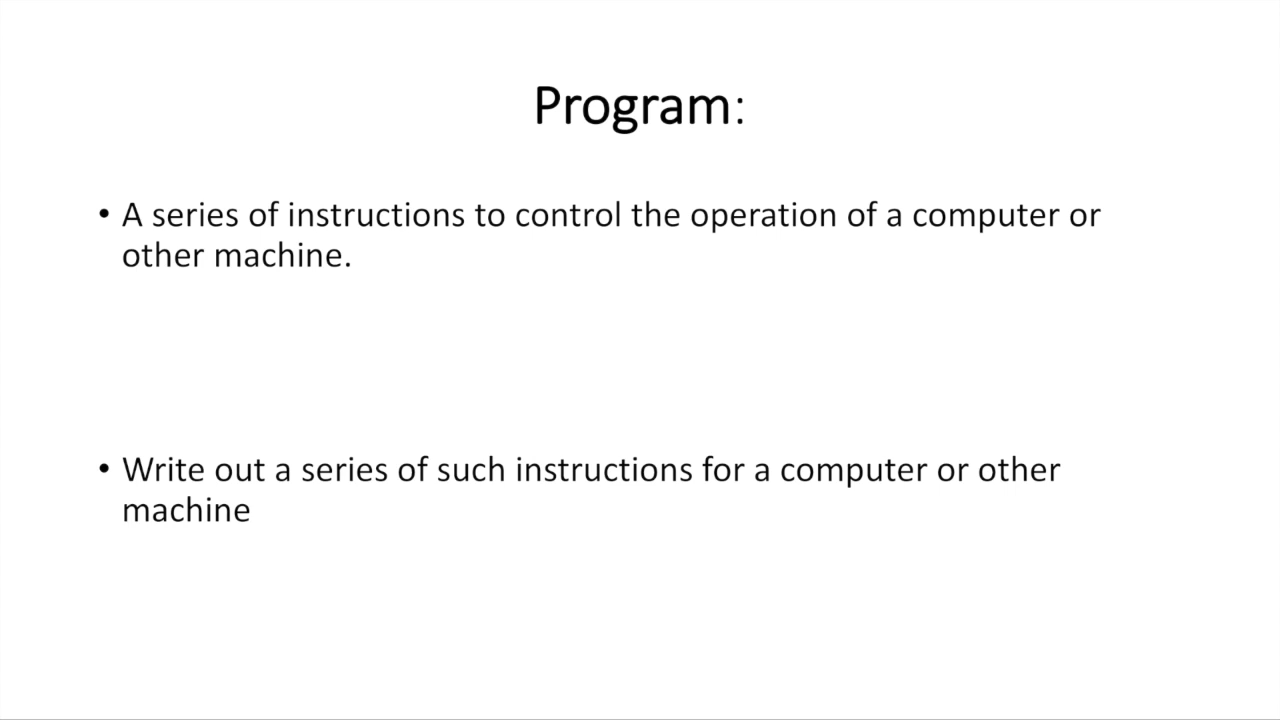 Program:
• A series of instructions to control the operation of a computer or
other machine.
• Write out a series of such instructions for a computer or other
machine